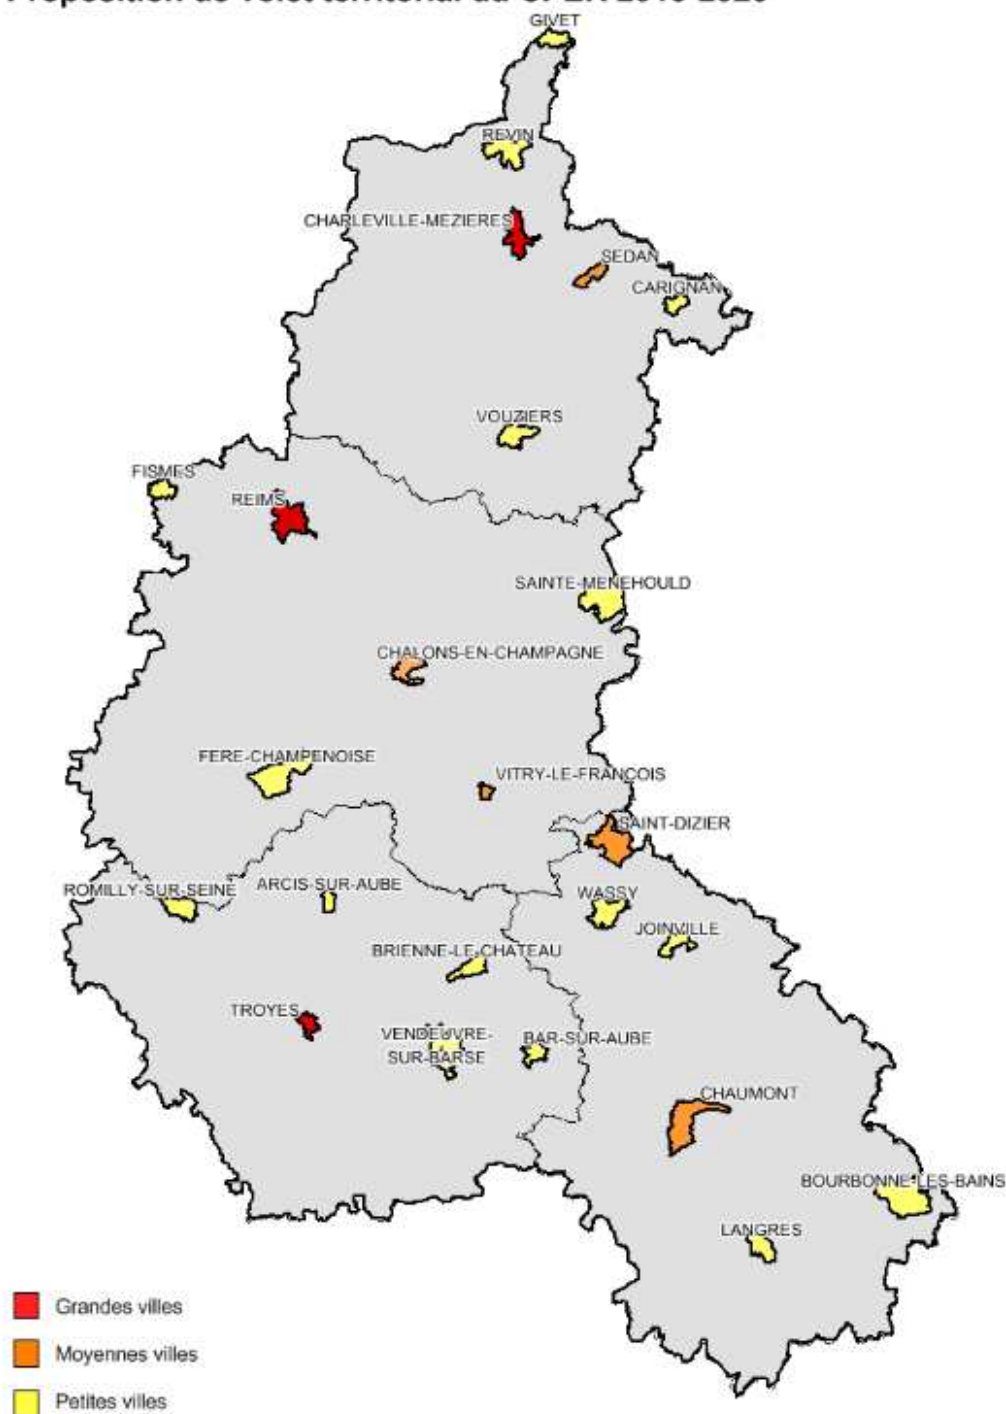 GIVET
REVIN
CHARLEVILLE-MEZIERES
SEDAN
CARIGNAN
VOUZIERS
FISMES
REIMS
SAINTE-MENEHOULD
CHALONS-EN-CHAMPAGNE
FERE-CHAMPENOISE
VITRY-LE-FRANCOIS
SAINT-DIZIER
ROMILLY-SUR-SEINE
ARCIS-SUR-AUBE
WASSY
JOINVILLE
BRIENNE-LE-CHATEAU
TROYES
VENDEUVRE-
SUR-BARSE
BAR-SUR-AUBE
CHAUMONT
BOURBONNE-LES-BAINS
LANGRES
Grandes villes
Moyennes villes
Petites villes